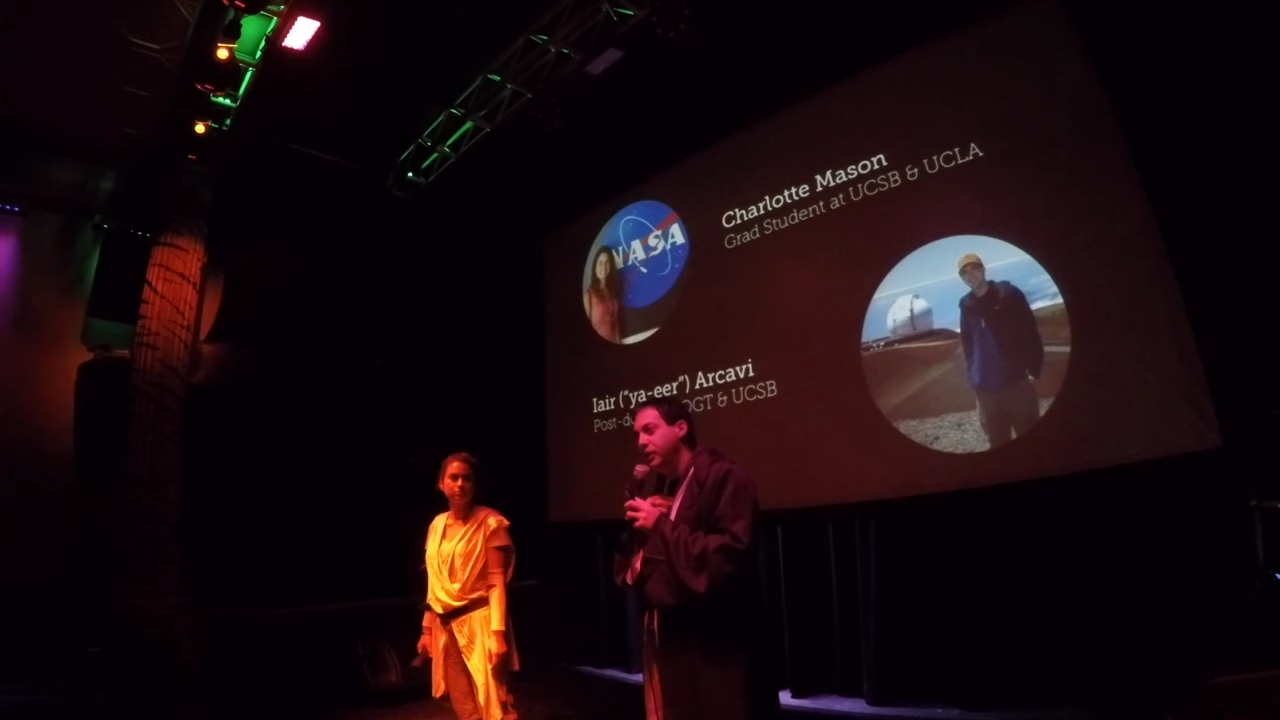 NASA
Charlotte Mason
Grad Student at UCSB & UCLA
Iair ("ya-eer") Arcavi
OGT & UCSB